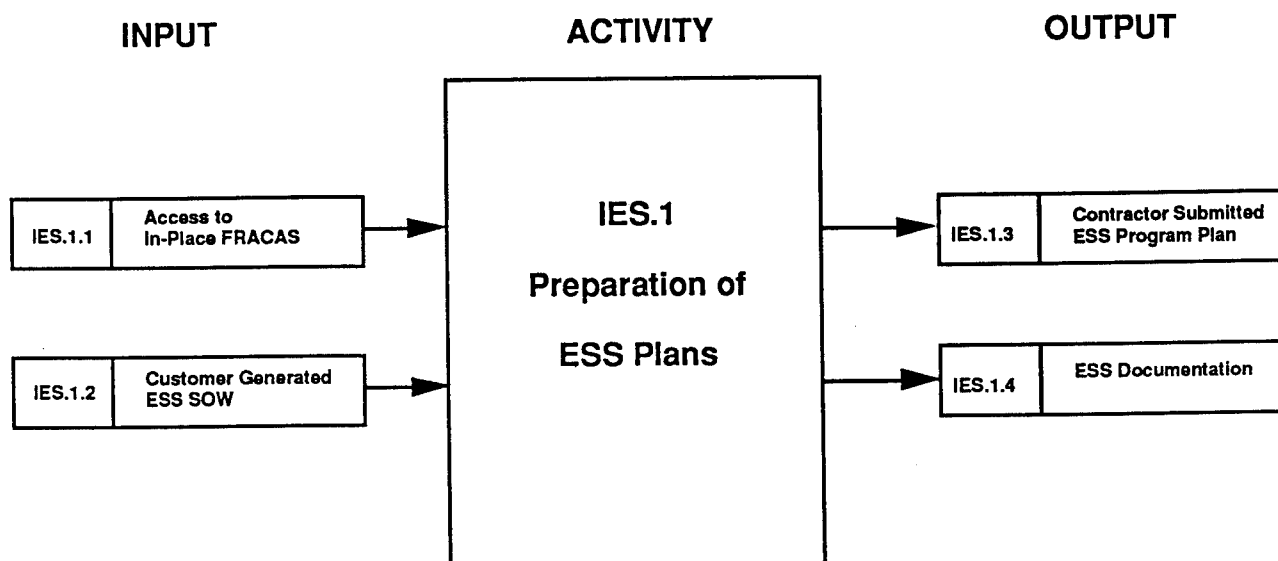 INPUT
ACTIVITY
OUTPUT
IES.1.1
Access to
In-Place FRACAS
IES.1.2
Customer Generated
ESS SOW
IES.1
Preparation of
ESS Plans
IES.1.3
Contractor Submitted
ESS Program Plan
IES.1.4
ESS Documentation